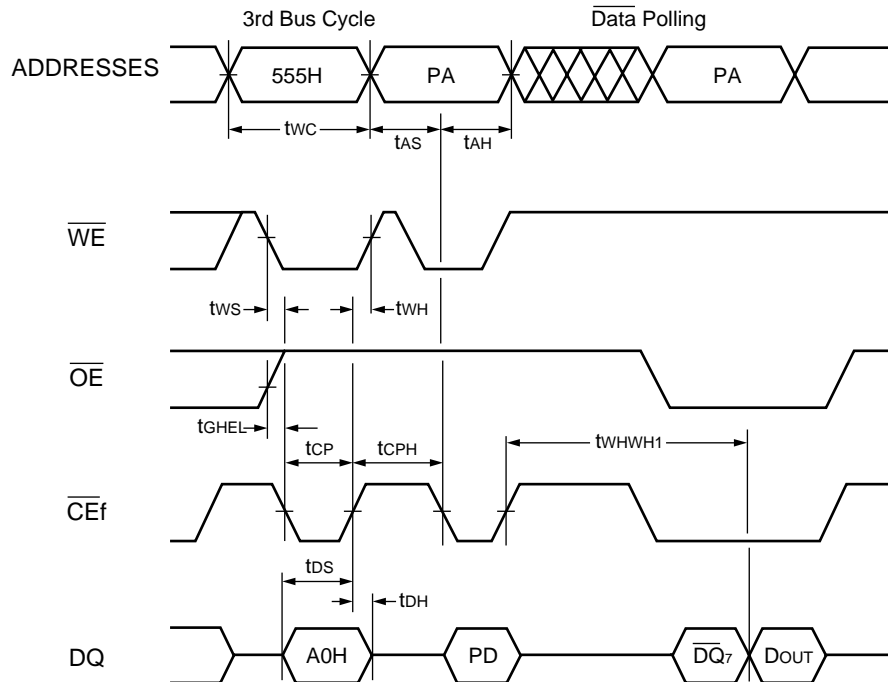 3rd Bus Cycle
Data Polling
ADDRESSES
555H
PA
PA
tWC
tAS
tAH
WE
tWS
tWH
OE
tGHEL
tCP
tCPH
tWHWH1
CEf
tDS
tDH
DQ
A0H
PD
DQ7
DOUT